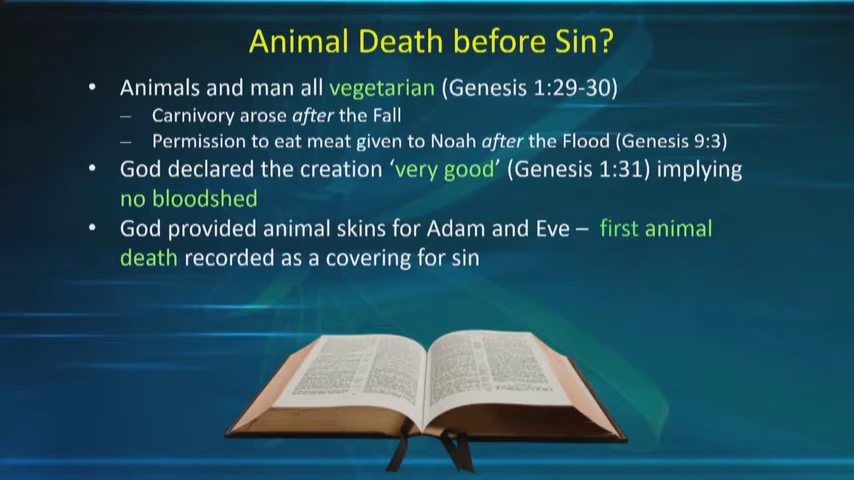 Animal Death before Sin?
• Animals and man all vegetarian (Genesis 1:29-30)
– Carnivory arose after the Fall
– Permission to eat meat given to Noah after the Flood (Genesis 9:3)
• God declared the creation ‘very good’ (Genesis 1:31) implying
no bloodshed
• God provided animal skins for Adam and Eve – first animal
death recorded as a covering for sin